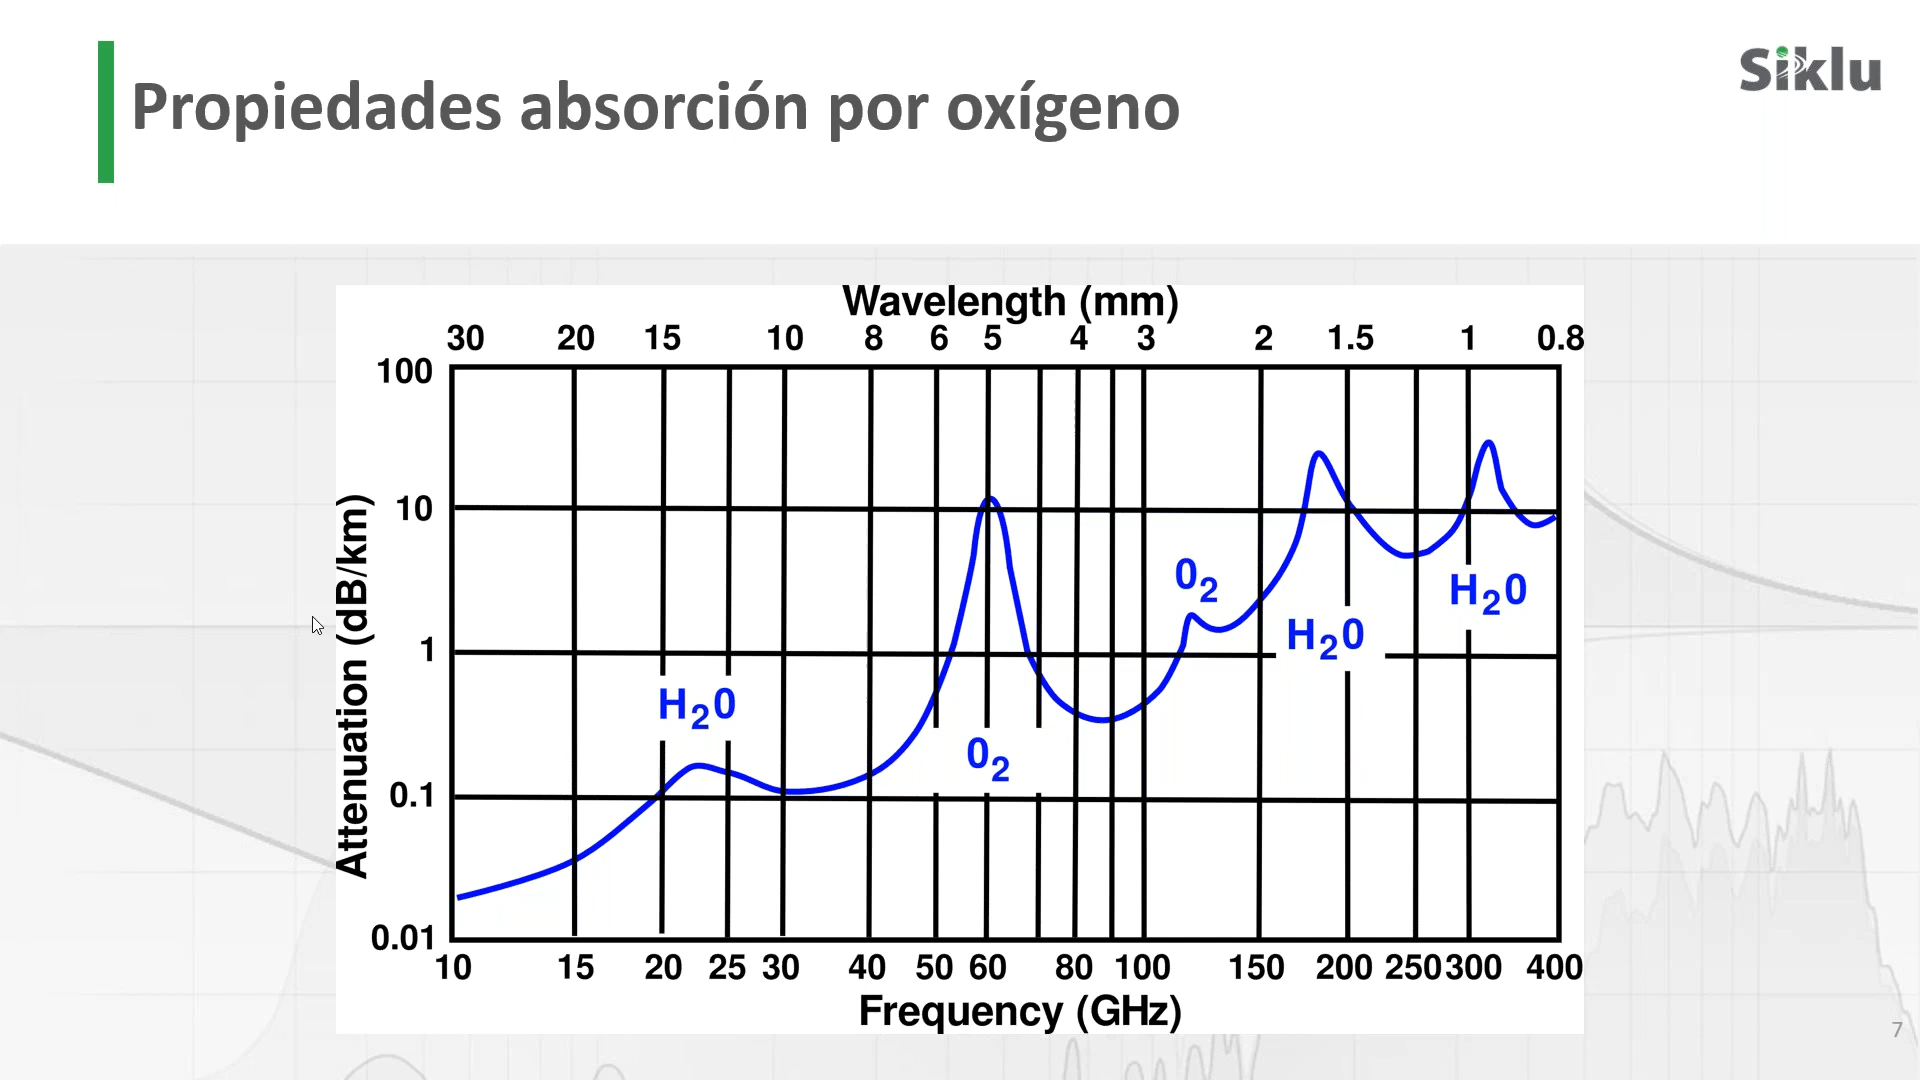 Propiedades absorción por oxígeno
Siklu
Wavelength (mm)
30 20 15 10 8 6 5 4 3 2 1.5 1 0.8
100
10
1
0.1
0.01
Attenuation (dB/km)
H20
02
02
H20
H20
10 15 20 25 30 40 50 60 80 100 150 200 250 300 400
Frequency (GHz)
7